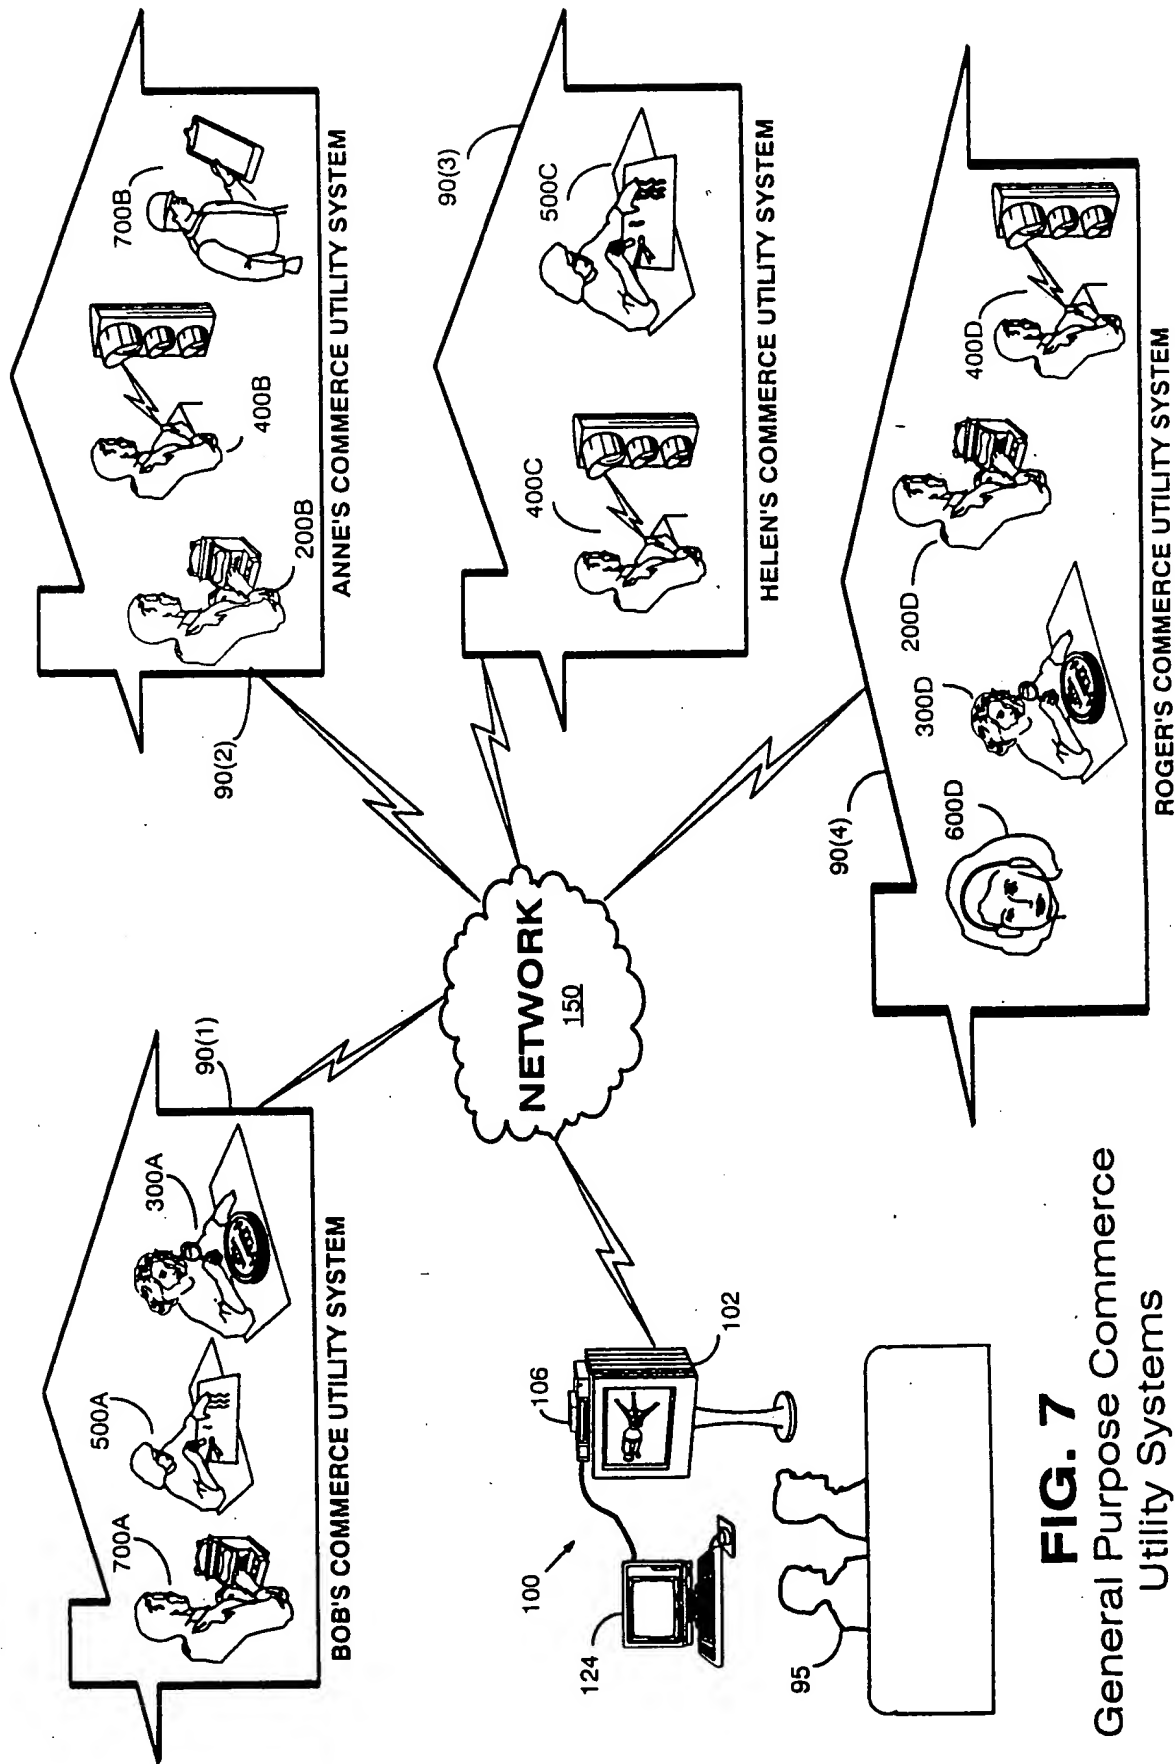 BOB'S COMMERCE UTILITY SYSTEM
700A
500A
300A
90(1)
ANNE'S COMMERCE UTILITY SYSTEM
90(2)
200B
400B
700B
NETWORK
150
HELEN'S COMMERCE UTILITY SYSTEM
90(3)
400C
500C
100
124
106
102
95
ROGER'S COMMERCE UTILITY SYSTEM
90(4)
600D
300D
200D
400D
FIG. 7
General Purpose Commerce
Utility Systems